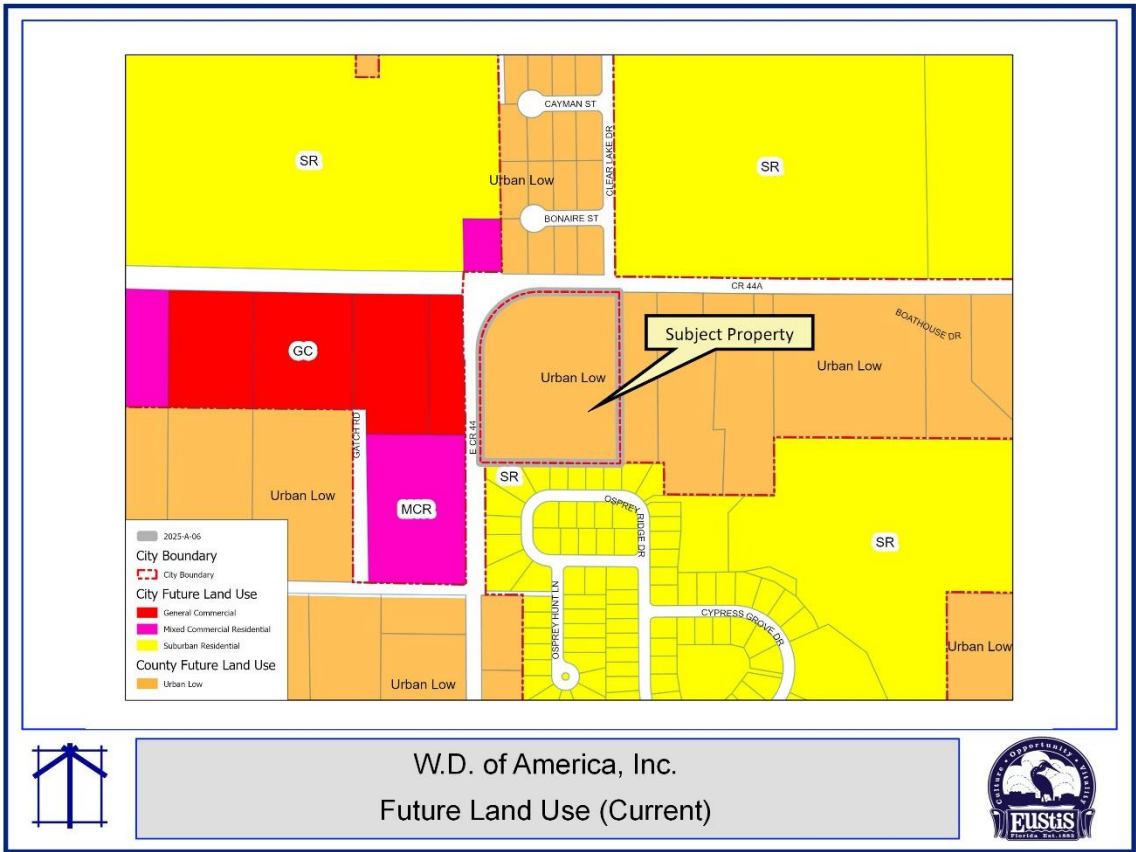 CAYMAN ST
CLEAR LAKE DR
SR
SR
Urban Low
BONAIRE ST
CR 44A
BOATHOUSE DR
Subject Property
GC
Urban Low
Urban Low
E CR 44
GATCH RD
SR
Urban Low
MCR
OSPREY RIDGE DR
SR
2025-A-06
City Boundary
City Boundary
City Future Land Use
General Commercial
Mixed Commercial Residential
Suburban Residential
County Future Land Use
Urban Low
OSPREY HUNT LN
CYPRESS GROVE DR
Urban Low
Urban Low
W.D. of America, Inc.
Future Land Use (Current)
Culture • Opportunity • Vitality
EUSTIS
Florida Est.1883